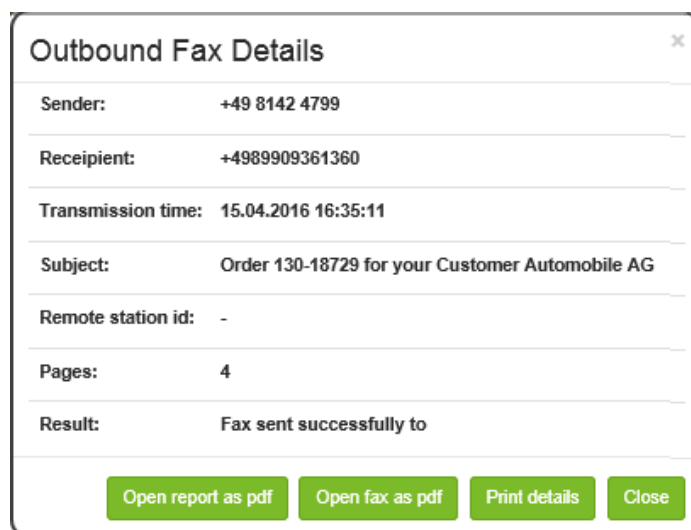 Outbound Fax Details
×
Sender: +49 8142 4799
Receipient: +4989909361360
Transmission time: 15.04.2016 16:35:11
Subject: Order 130-18729 for your Customer Automobile AG
Remote station id: -
Pages: 4
Result: Fax sent successfully to
Open report as pdf Open fax as pdf Print details Close